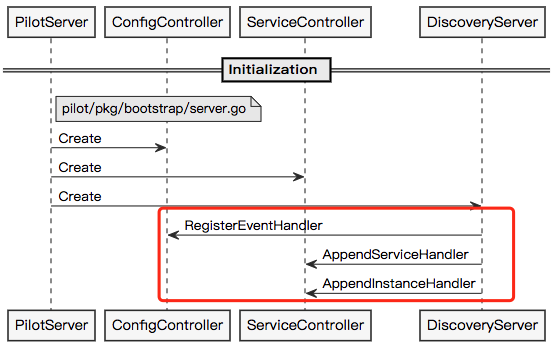 PilotServer ConfigController ServiceController DiscoveryServer
Initialization
pilot/pkg/bootstrap/server.go
Create
Create
Create
RegisterEventHandler
AppendServiceHandler
AppendInstanceHandler
PilotServer ConfigController ServiceController DiscoveryServer